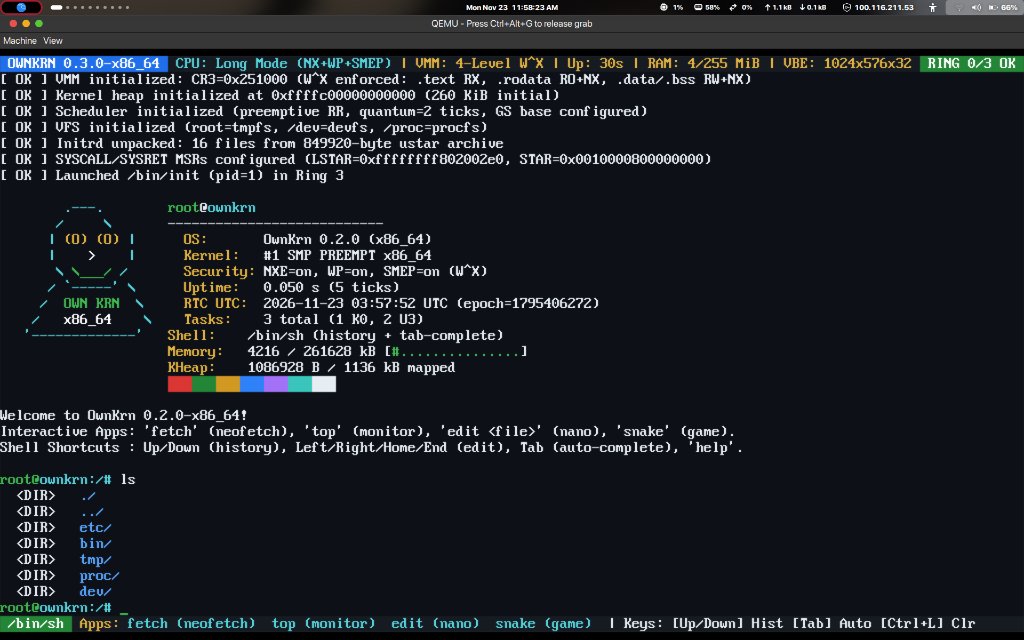 Mon Nov 23 11:58:23 AM
1% 58% 0% 1.1kB 0.1kB 100.116.211.53 66%
QEMU - Press Ctrl+Alt+G to release grab
Machine View
OWNKRN 0.3.0-x86_64 CPU: Long Mode (NX+WP+SMEP) | VMM: 4-Level W^X | Up: 30s | RAM: 4/255 MiB | VBE: 1024x576x32 RING 0/3 OK
[ OK ] VMM initialized: CR3=0x251000 (W^X enforced: .text RX, .rodata RO+NX, .data/.bss RW+NX)
[ OK ] Kernel heap initialized at 0xffffc00000000000 (260 KiB initial)
[ OK ] Scheduler initialized (preemptive RR, quantum=2 ticks, GS base configured)
[ OK ] VFS initialized (root=tmpfs, /dev=devfs, /proc=procfs)
[ OK ] Initrd unpacked: 16 files from 849920-byte ustar archive
[ OK ] SYSCALL/SYSRET MSRs configured (LSTAR=0xffffffff802002e0, STAR=0x0010000800000000)
[ OK ] Launched /bin/init (pid=1) in Ring 3
root@ownkrn
OS: OwnKrn 0.2.0 (x86_64)
Kernel: #1 SMP PREEMPT x86_64
Security: NXE=on, WP=on, SMEP=on (W^X)
Uptime: 0.050 s (5 ticks)
OWN KRN RTC UTC: 2026-11-23 03:57:52 UTC (epoch=1795406272)
x86_64 Tasks: 3 total (1 K0, 2 U3)
Shell: /bin/sh (history + tab-complete)
Memory: 4216 / 261628 kB [#...............]
KHeap: 1086928 B / 1136 kB mapped
Welcome to OwnKrn 0.2.0-x86_64!
Interactive Apps: 'fetch' (neofetch), 'top' (monitor), 'edit <file>' (nano), 'snake' (game).
Shell Shortcuts : Up/Down (history), Left/Right/Home/End (edit), Tab (auto-complete), 'help'.
root@ownkrn:/# ls
<DIR> ./
<DIR> ../
<DIR> etc/
<DIR> bin/
<DIR> tmp/
<DIR> proc/
<DIR> dev/
root@ownkrn:/# _
/bin/sh Apps: fetch (neofetch) top (monitor) edit (nano) snake (game) | Keys: [Up/Down] Hist [Tab] Auto [Ctrl+L] Clr